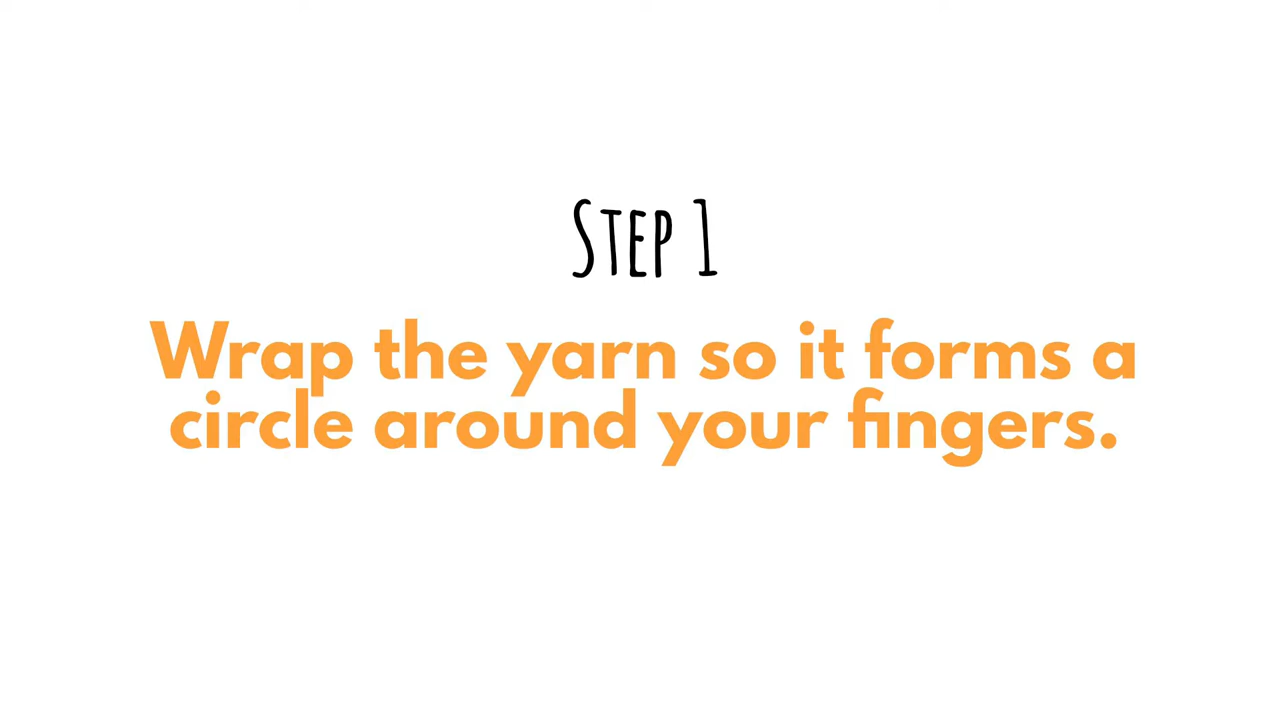 Step 1
Wrap the yarn so it forms a
circle around your fingers.